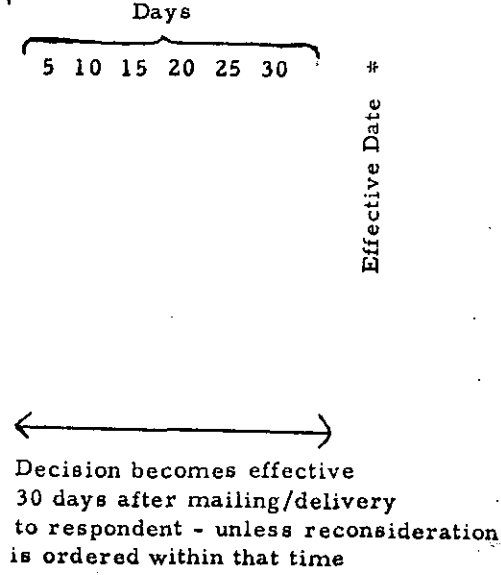 Days
5 10 15 20 25 30 *
Effective Date
Decision becomes effective
30 days after mailing/delivery
to respondent - unless reconsideration
is ordered within that time